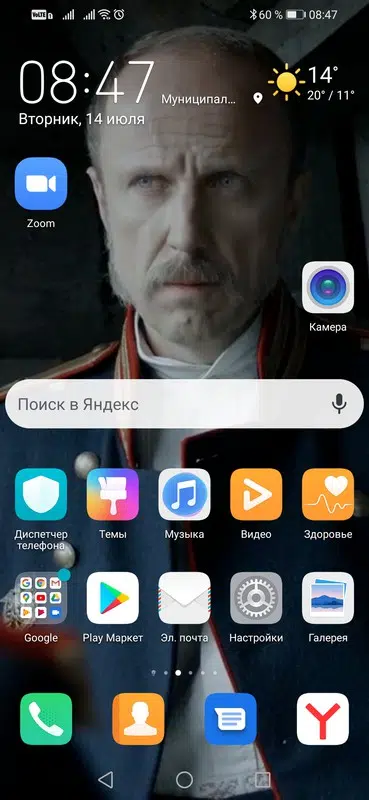 VoLTE
60 %
08:47
08:47
Муниципал...
14°
20° / 11°
Вторник, 14 июля
Zoom
Камера
Поиск в Яндекс
Диспетчер
телефона
Темы
Музыка
Видео
Здоровье
Google
Play Маркет
Эл. почта
Настройки
Галерея